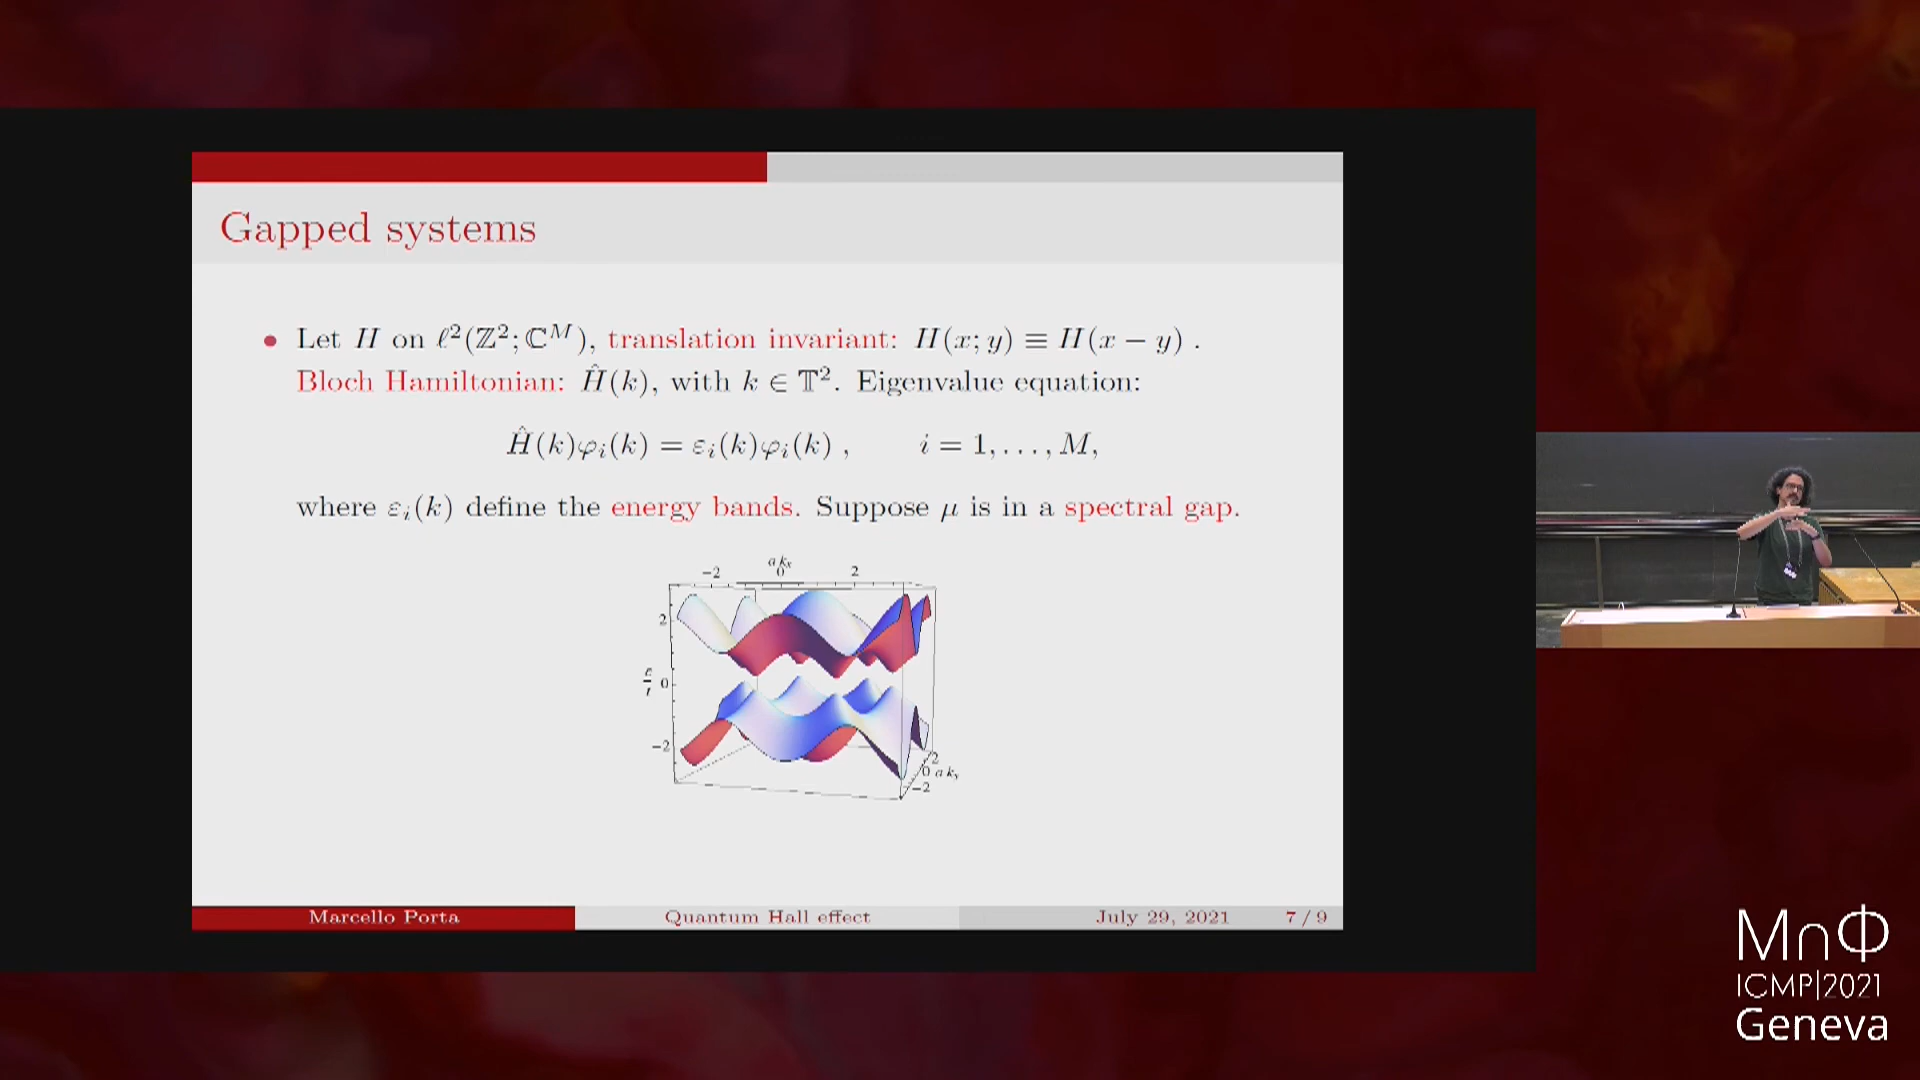 Gapped systems
• Let H on ℓ²(ℤ²; ℂᴹ), translation invariant: H(x; y) ≡ H(x − y) .
Bloch Hamiltonian: Ĥ(k), with k ∈ 𝕋². Eigenvalue equation:
Ĥ(k)φᵢ(k) = εᵢ(k)φᵢ(k) , i = 1, . . . , M,
where εᵢ(k) define the energy bands. Suppose μ is in a spectral gap.
a kₓ
−2 0 2
2
0
−2
2
0 a kᵧ
−2
Marcello Porta Quantum Hall effect July 29, 2021 7 / 9
M∩Φ
ICMP|2021
Geneva